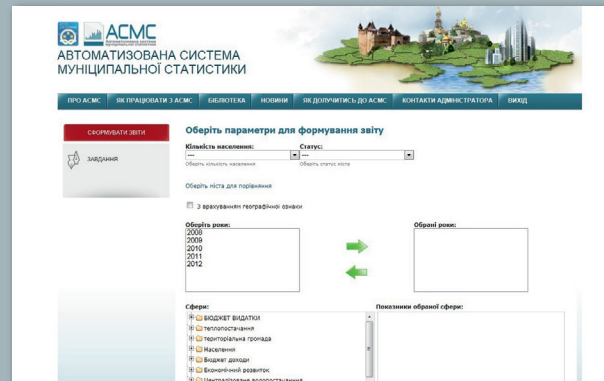 АСМС
АВТОМАТИЗОВАНА СИСТЕМА
МУНІЦИПАЛЬНОЇ СТАТИСТИКИ
ПРО АСМС ЯК ПРАЦЮВАТИ З АСМС БІБЛІОТЕКА НОВИНИ ЯК ДОЛУЧИТИСЬ ДО АСМС КОНТАКТИ АДМІНІСТРАТОРА ВИХІД
СФОРМУВАТИ ЗВІТИ
ЗАВДАННЯ
Оберіть параметри для формування звіту
Кількість населення: Статус:
--- ---
Оберіть кількість населення Оберіть статус міста
Оберіть міста для порівняння
З врахуванням географічної ознаки
Оберіть роки: Обрані роки:
2008
2009
2010
2011
2012
Сфери: Показники обраної сфери:
БЮДЖЕТ ВИДАТКИ
теплопостачання
територіальна громада
Населення
Бюджет доходи
Економічний розвиток
Централізоване водопостачання